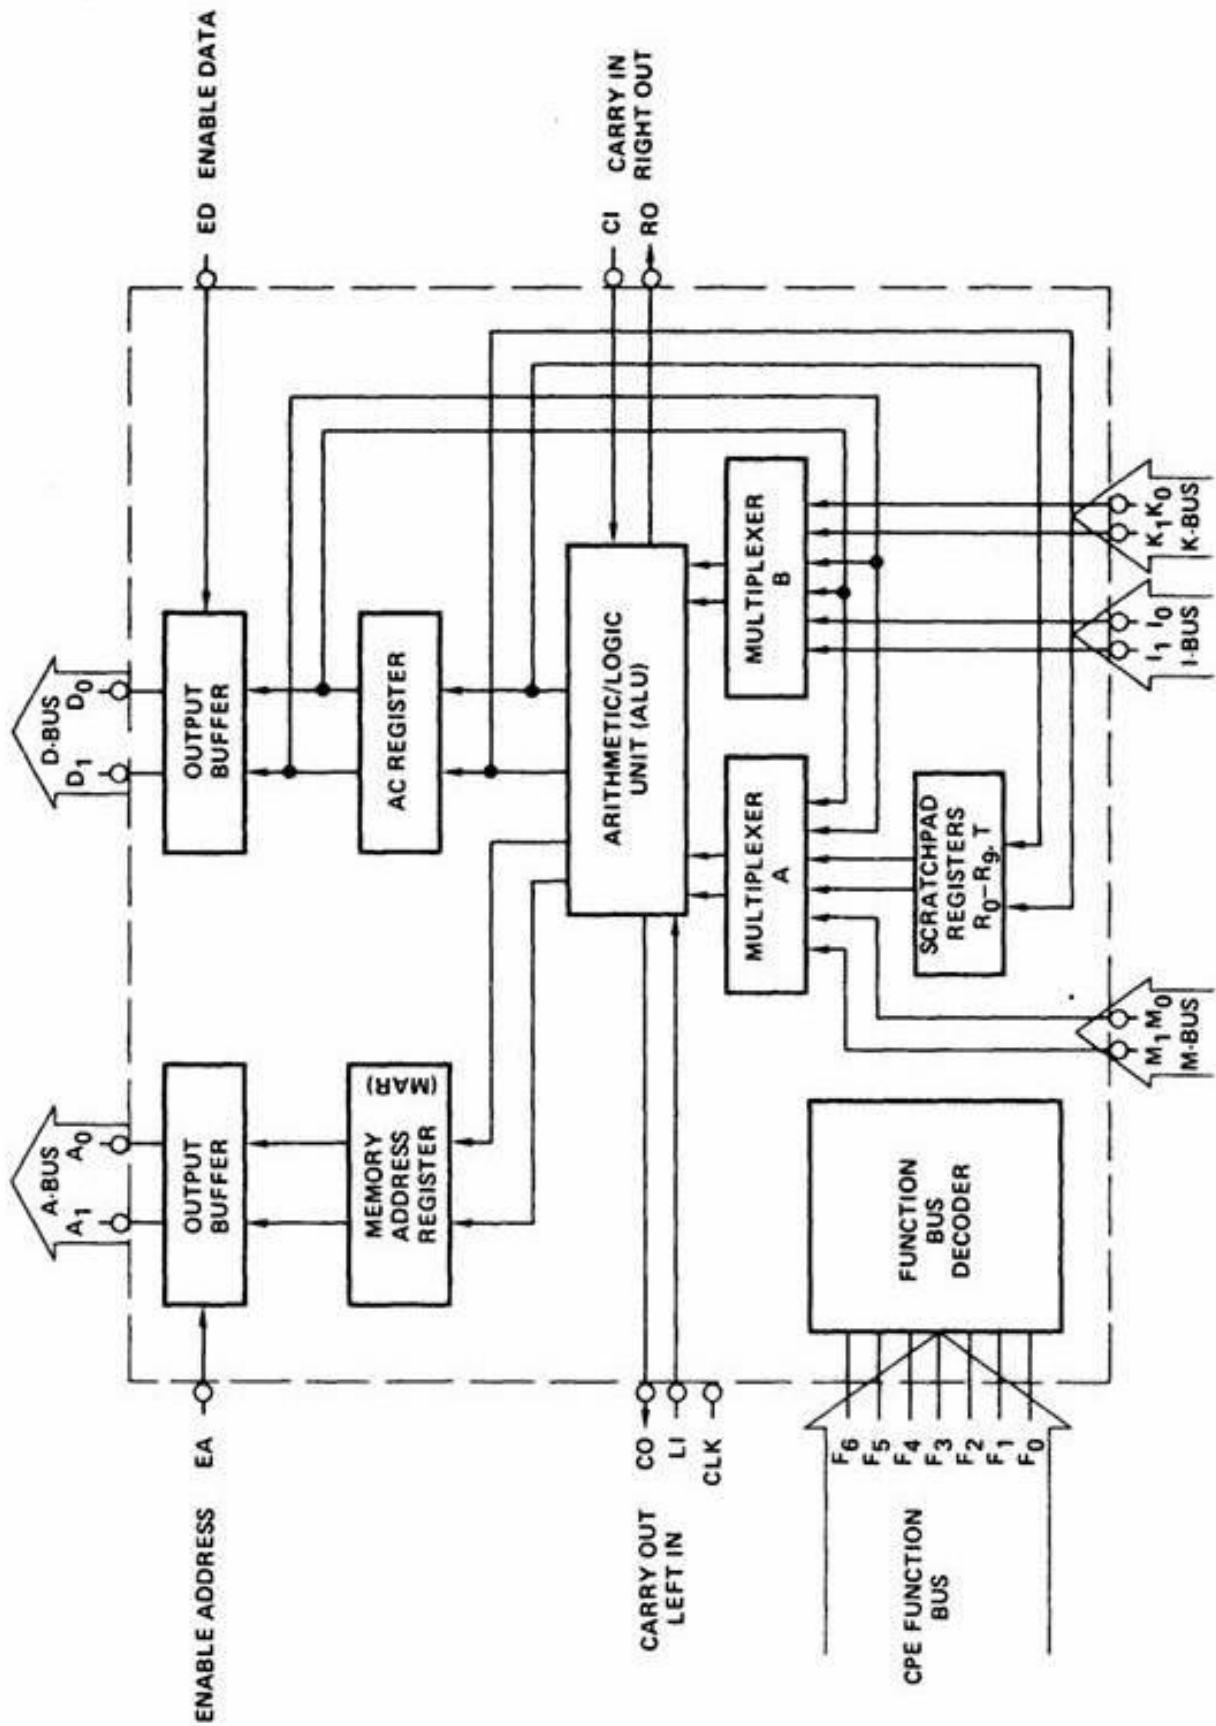 A-BUS
A1 A0
D-BUS
D1 D0
ENABLE ADDRESS EA
OUTPUT
BUFFER
OUTPUT
BUFFER
ED ENABLE DATA
MEMORY
ADDRESS
REGISTER
(MAR)
AC REGISTER
CARRY OUT CO
LEFT IN LI
CLK
ARITHMETIC/LOGIC
UNIT (ALU)
CI CARRY IN
RO RIGHT OUT
MULTIPLEXER
A
MULTIPLEXER
B
CPE FUNCTION
BUS
F6
F5
F4
F3
F2
F1
F0
FUNCTION
BUS
DECODER
SCRATCHPAD
REGISTERS
R0–R9, T
M1 M0
M-BUS
I1 I0
I-BUS
K1 K0
K-BUS